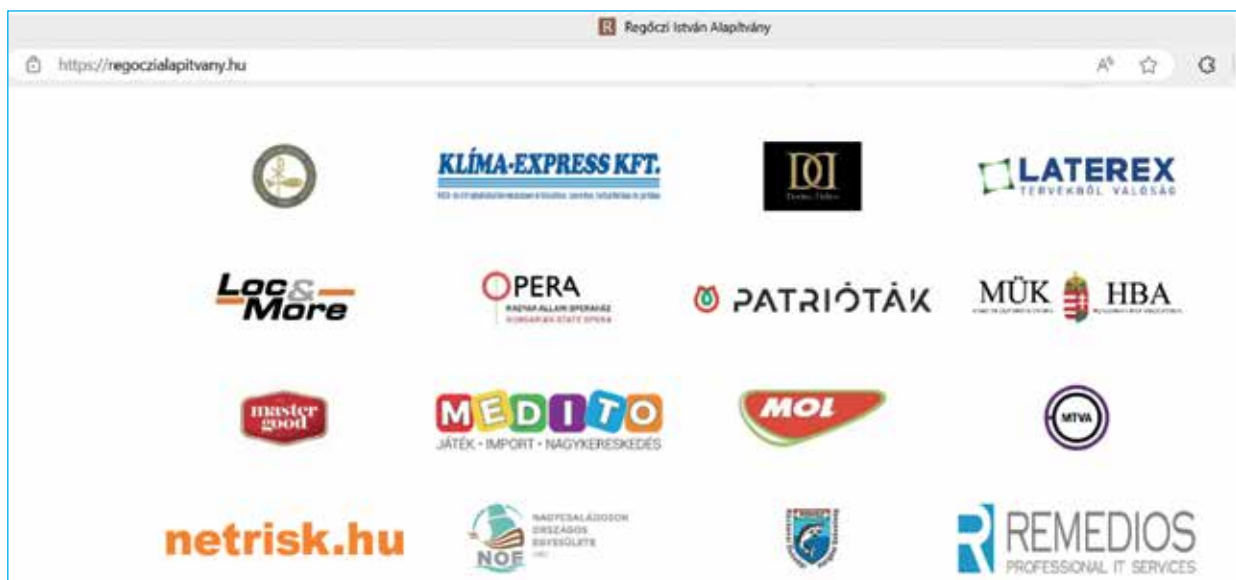 Regőczi István Alapítvány
https://regoczialapitvany.hu
KLÍMA-EXPRESS KFT.
LATEREX
TERVEKBŐL VALÓSÁG
Loc&
More
OPERA
MAGYAR ÁLLAMI OPERAHÁZ
HUNGARIAN STATE OPERA
PATRIÓTÁK
MÜK HBA
master
good
MEDITO
JÁTÉK • IMPORT • NAGYKERESKEDÉS
MOL
MTVA
netrisk.hu
NOE
NAGYCSALÁDOSOK
ORSZÁGOS
EGYESÜLETE
REMEDIOS
PROFESSIONAL IT SERVICES